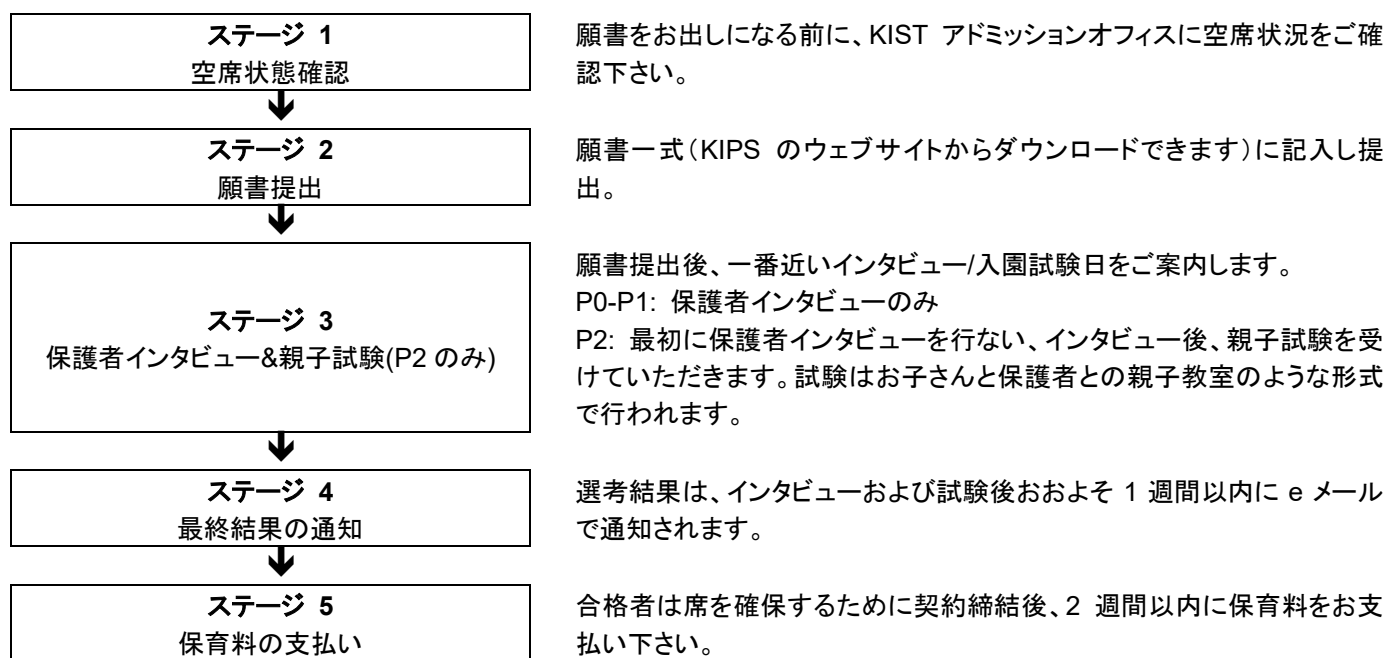 ステージ 1
空席状態確認
願書をお出しになる前に、KIST アドミッションオフィスに空席状況をご確
認下さい。
ステージ 2
願書提出
願書一式(KIPS のウェブサイトからダウンロードできます)に記入し提
出。
ステージ 3
保護者インタビュー&親子試験(P2 のみ)
願書提出後、一番近いインタビュー/入園試験日をご案内します。
P0-P1: 保護者インタビューのみ
P2: 最初に保護者インタビューを行ない、インタビュー後、親子試験を受
けていただきます。試験はお子さんと保護者との親子教室のような形式
で行われます。
ステージ 4
最終結果の通知
選考結果は、インタビューおよび試験後おおよそ 1 週間以内に e メール
で通知されます。
ステージ 5
保育料の支払い
合格者は席を確保するために契約締結後、2 週間以内に保育料をお支
払い下さい。